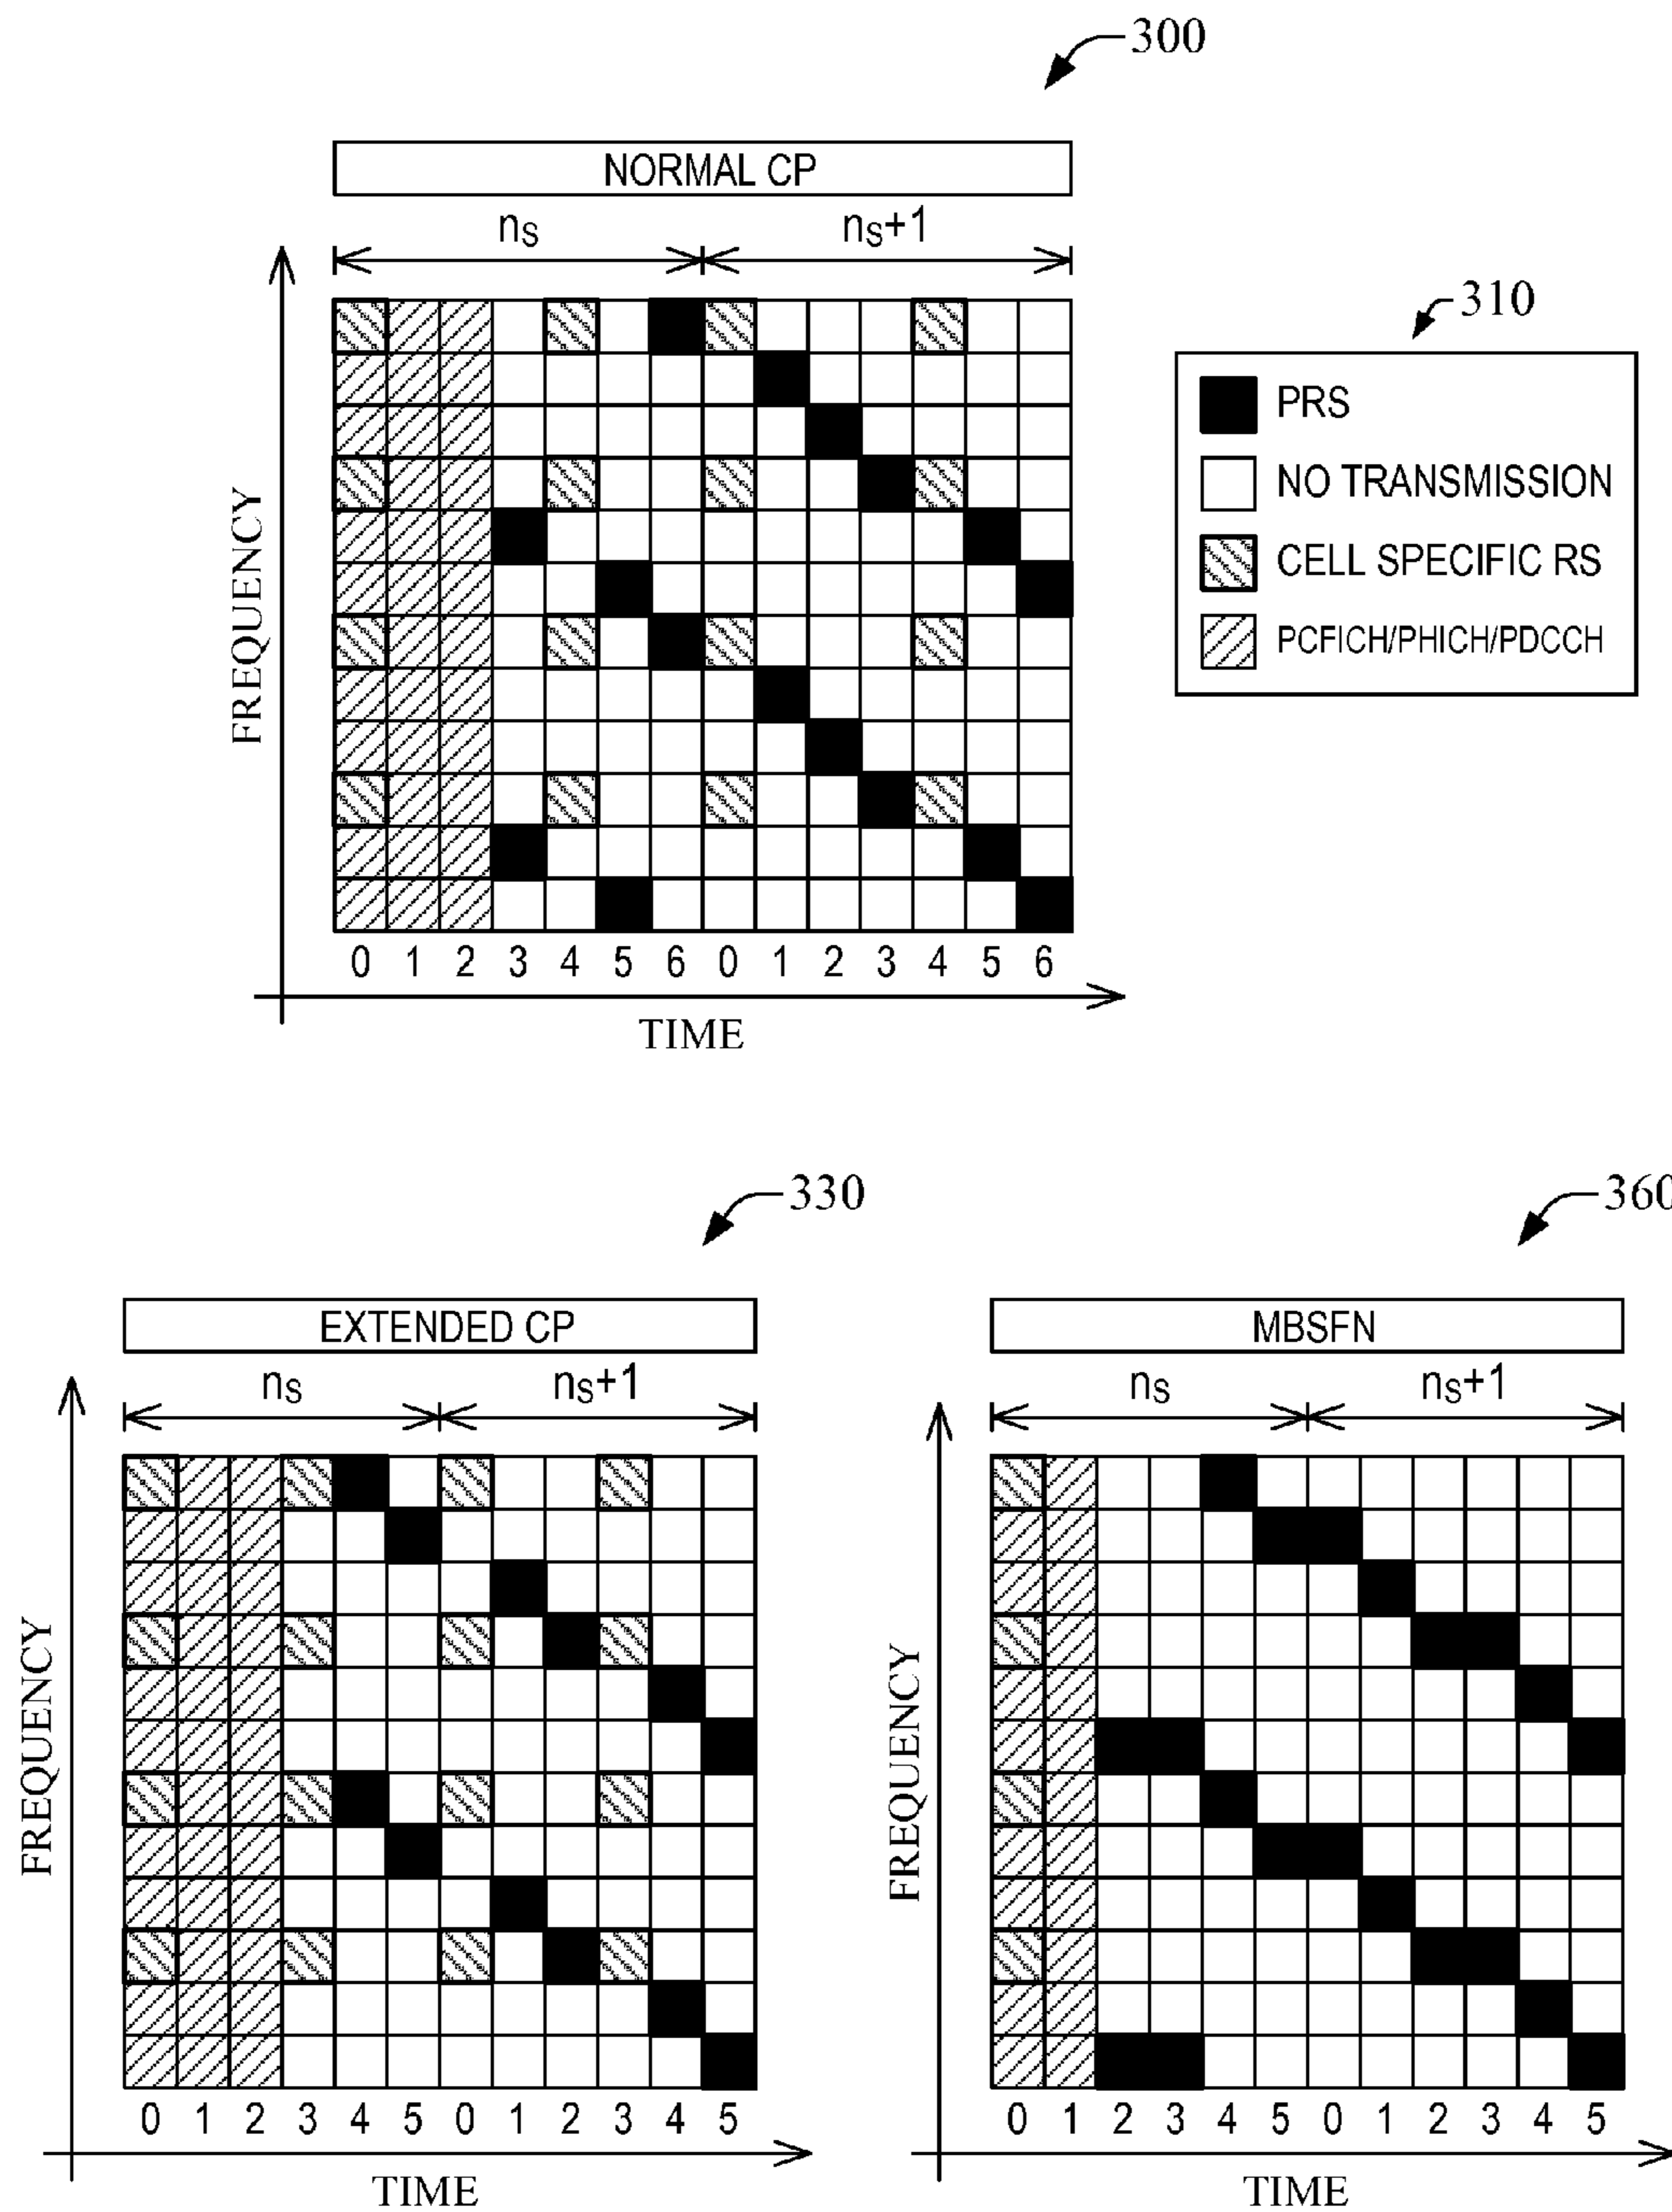 300
NORMAL CP
nS
nS+1
310
PRS
NO TRANSMISSION
CELL SPECIFIC RS
PCFICH/PHICH/PDCCH
FREQUENCY
0 1 2 3 4 5 6 0 1 2 3 4 5 6
TIME
330
EXTENDED CP
nS
nS+1
FREQUENCY
0 1 2 3 4 5 0 1 2 3 4 5
TIME
360
MBSFN
nS
nS+1
FREQUENCY
0 1 2 3 4 5 0 1 2 3 4 5
TIME